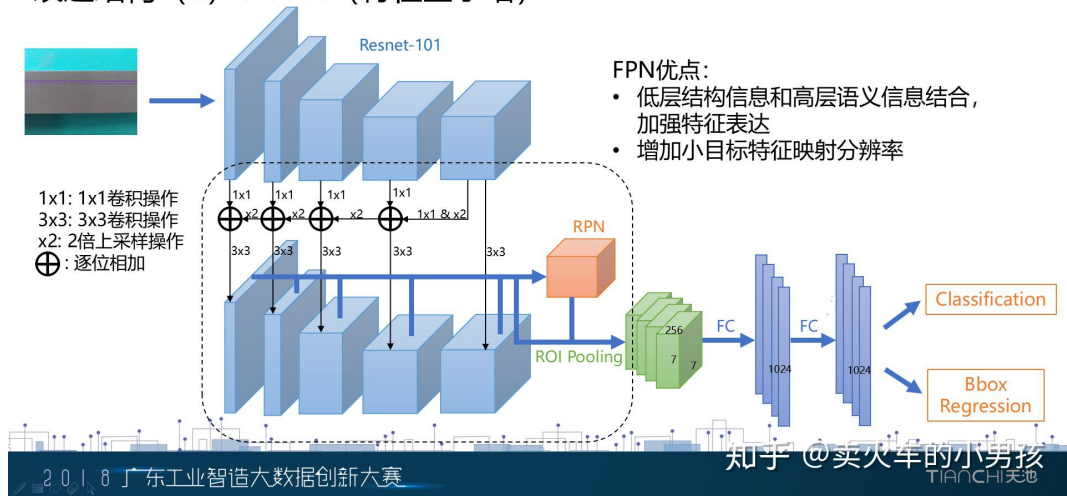 Resnet-101
FPN优点：
• 低层结构信息和高层语义信息结合，
加强特征表达
• 增加小目标特征映射分辨率
1x1: 1x1卷积操作
3x3: 3x3卷积操作
x2: 2倍上采样操作
: 逐位相加
1x1 1x1 1x1 1x1
x2 x2 x2 1x1 & x2
3x3 3x3 3x3 3x3 3x3
RPN
ROI Pooling
256
7
7
FC
1024
FC
1024
Classification
Bbox
Regression
2018广东工业智造大数据创新大赛
知乎 @卖火车的小男孩
TIANCHI天池